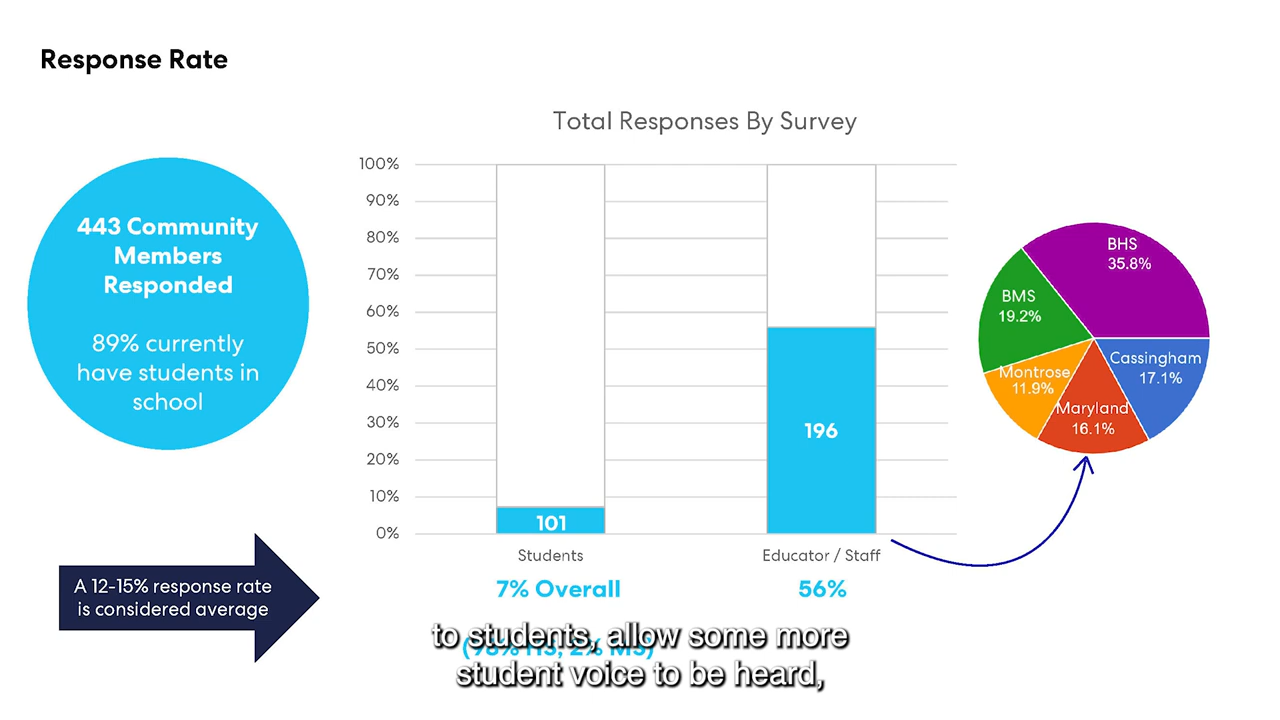 Response Rate
Total Responses By Survey
443 Community
Members
Responded
89% currently
have students in
school
A 12-15% response rate
is considered average
100%
90%
80%
70%
60%
50%
40%
30%
20%
10%
0%
101
196
Students
Educator / Staff
7% Overall
56%
BHS
35.8%
BMS
19.2%
Cassingham
17.1%
Montrose
11.9%
Maryland
16.1%
to students, allow some more
student voice to be heard,